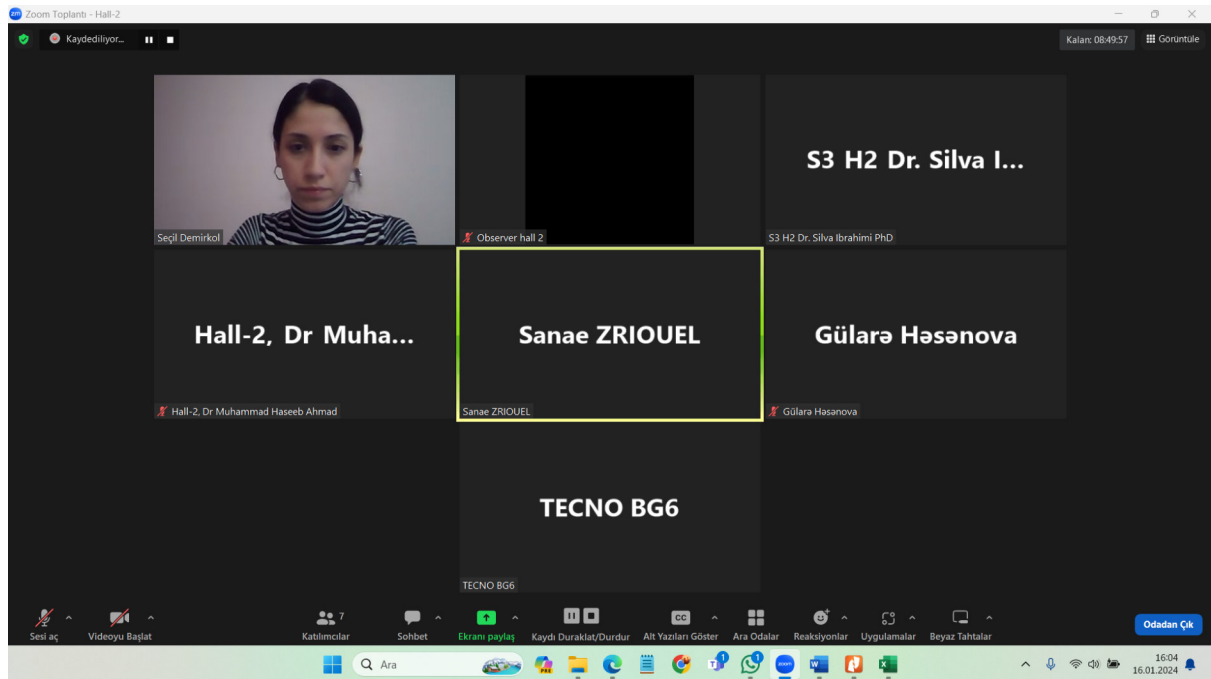 Zoom Toplantı - Hall-2
Kaydediliyor...
Kalan: 08:49:57
Görüntüle
Seçil Demirkol
Observer hall 2
S3 H2 Dr. Silva I...
S3 H2 Dr. Silva Ibrahimi PhD
Hall-2, Dr Muha...
Hall-2, Dr Muhammad Haseeb Ahmad
Sanae ZRIOUEL
Sanae ZRIOUEL
Gülarə Həsənova
Gülarə Həsənova
TECNO BG6
TECNO BG6
Sesi aç
Videoyu Başlat
7
Katılımcılar
Sohbet
Ekranı paylaş
Kaydı Duraklat/Durdur
CC
Alt Yazıları Göster
Ara Odalar
Reaksiyonlar
Uygulamalar
Beyaz Tahtalar
Odadan Çık
Ara
16:04
16.01.2024